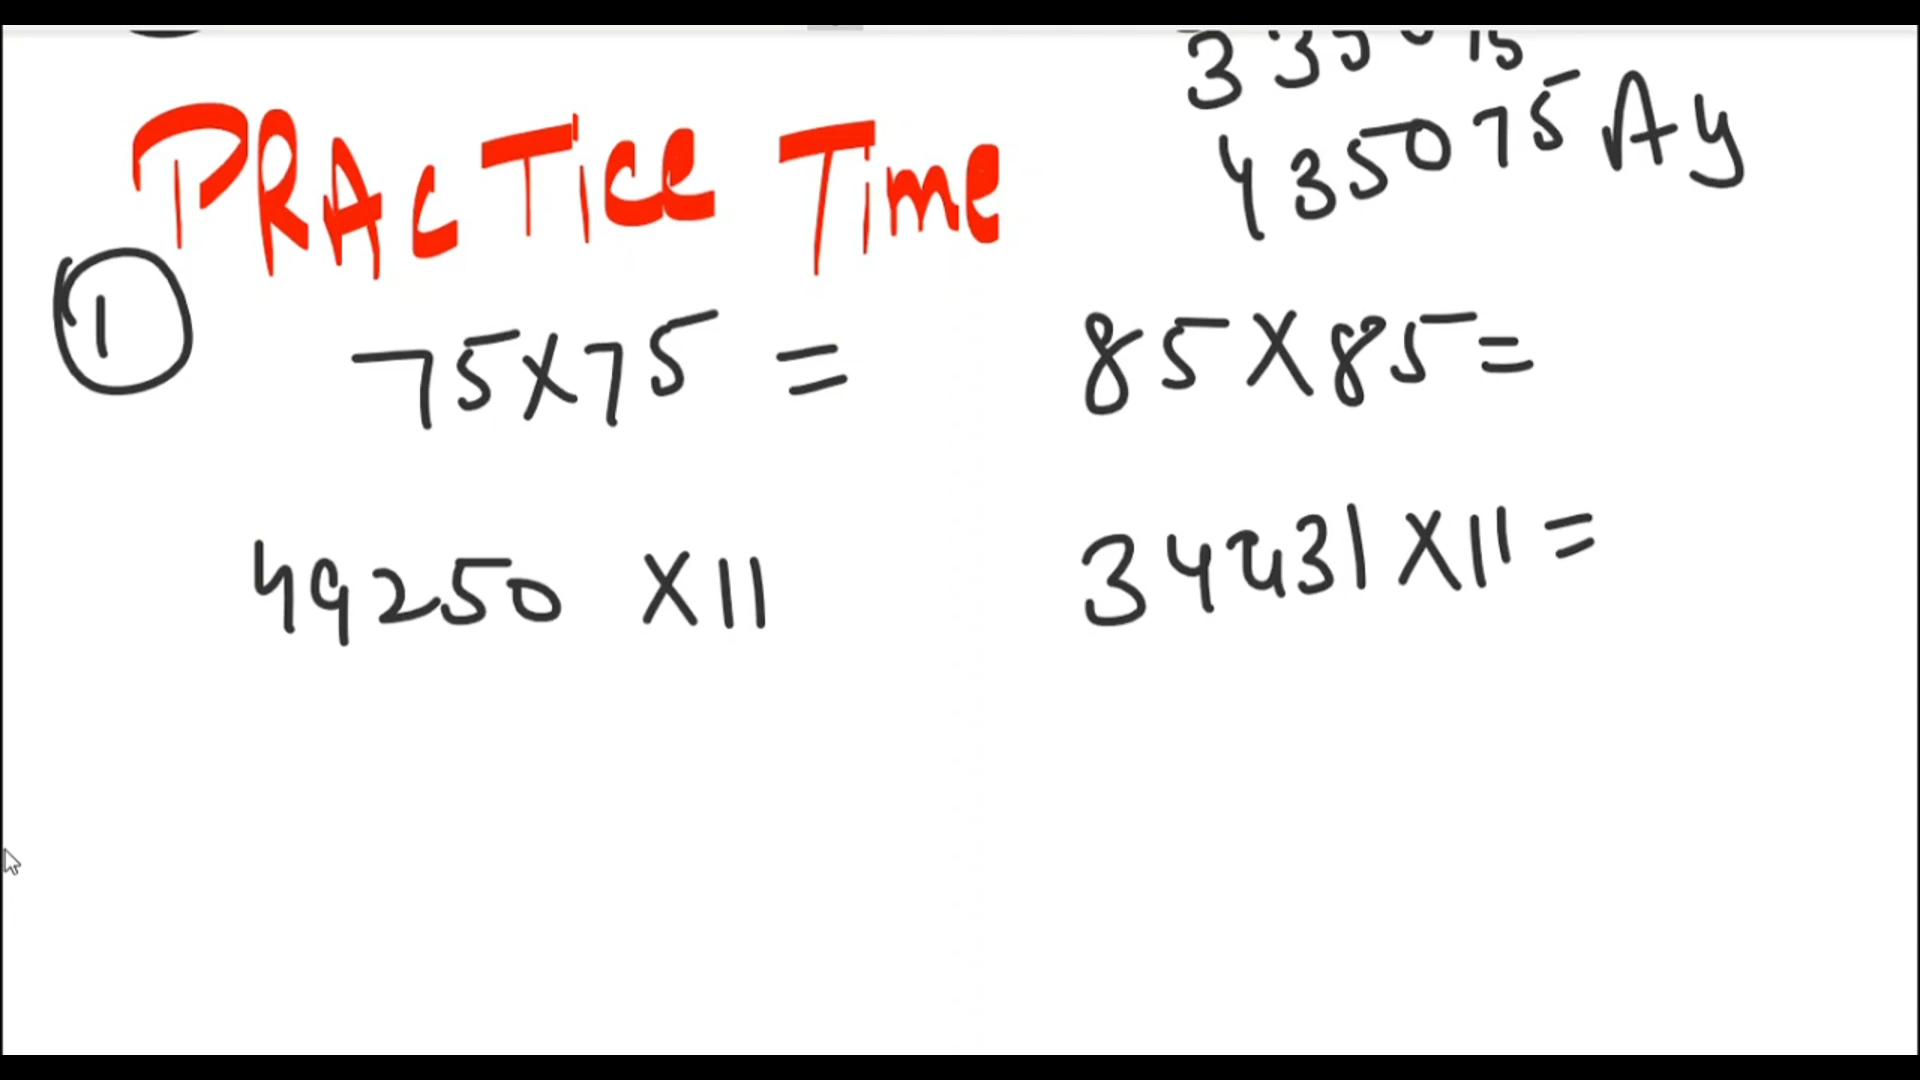 435075 Ay
PRAcTice Time
1
75X75 =
85X85=
49250 X11
34431X11=